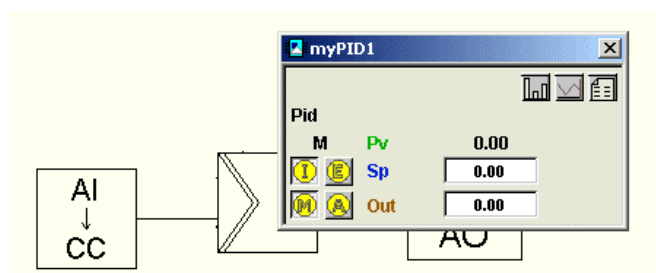 myPID1
Pid
M Pv 0.00
I E Sp 0.00
M A Out 0.00
AI
↓
CC
AO